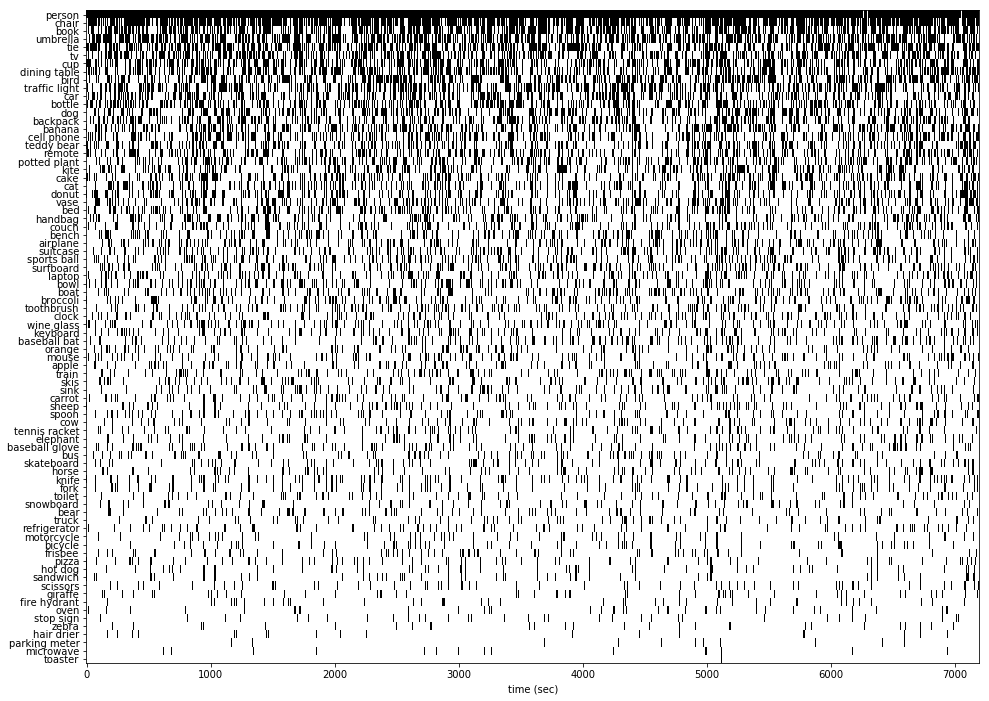 person
chair
book
umbrella
tie
tv
cup
dining table
bird
traffic light
car
bottle
dog
backpack
banana
cell phone
teddy bear
remote
potted plant
kite
cake
cat
donut
vase
bed
handbag
couch
bench
airplane
suitcase
sports ball
surfboard
laptop
bowl
boat
broccoli
toothbrush
clock
wine glass
keyboard
baseball bat
orange
mouse
apple
train
skis
sink
carrot
sheep
spoon
cow
tennis racket
elephant
baseball glove
bus
skateboard
horse
knife
fork
toilet
snowboard
bear
truck
refrigerator
motorcycle
bicycle
frisbee
pizza
hot dog
sandwich
scissors
giraffe
fire hydrant
oven
stop sign
zebra
hair drier
parking meter
microwave
toaster
0 1000 2000 3000 4000 5000 6000 7000
time (sec)